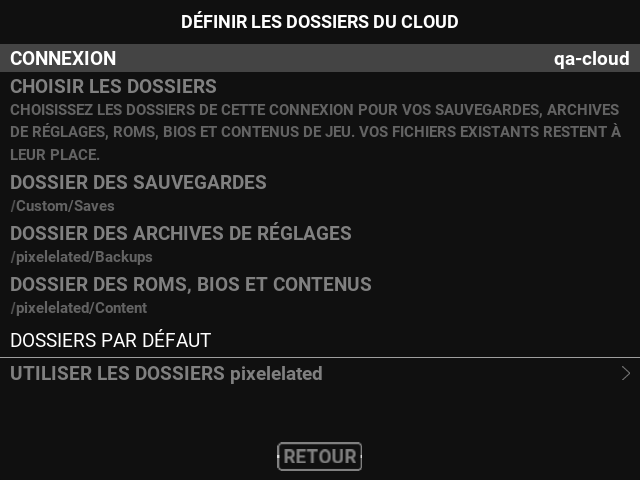 DÉFINIR LES DOSSIERS DU CLOUD
CONNEXION qa-cloud
CHOISIR LES DOSSIERS
CHOISISSEZ LES DOSSIERS DE CETTE CONNEXION POUR VOS SAUVEGARDES, ARCHIVES
DE RÉGLAGES, ROMS, BIOS ET CONTENUS DE JEU. VOS FICHIERS EXISTANTS RESTENT À
LEUR PLACE.
DOSSIER DES SAUVEGARDES
/Custom/Saves
DOSSIER DES ARCHIVES DE RÉGLAGES
/pixelelated/Backups
DOSSIER DES ROMS, BIOS ET CONTENUS
/pixelelated/Content
DOSSIERS PAR DÉFAUT
UTILISER LES DOSSIERS pixelelated
RETOUR